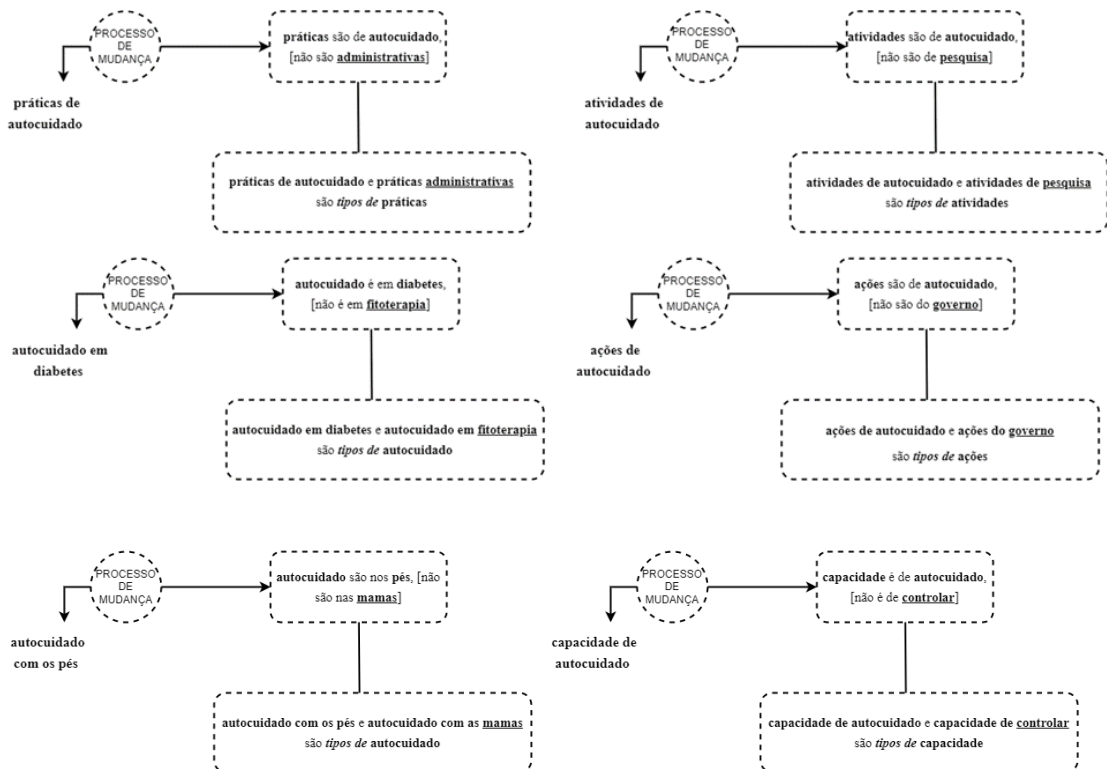 PROCESSO
DE
MUDANÇA
práticas são de autocuidado,
[não são administrativas]
práticas de
autocuidado
práticas de autocuidado e práticas administrativas
são tipos de práticas
PROCESSO
DE
MUDANÇA
atividades são de autocuidado,
[não são de pesquisa]
atividades de
autocuidado
atividades de autocuidado e atividades de pesquisa
são tipos de atividades
PROCESSO
DE
MUDANÇA
autocuidado é em diabetes,
[não é em fitoterapia]
autocuidado em
diabetes
autocuidado em diabetes e autocuidado em fitoterapia
são tipos de autocuidado
PROCESSO
DE
MUDANÇA
ações são de autocuidado,
[não são do governo]
ações de
autocuidado
ações de autocuidado e ações do governo
são tipos de ações
PROCESSO
DE
MUDANÇA
autocuidado são nos pés, [não
são nas mamas]
autocuidado
com os pés
autocuidado com os pés e autocuidado com as mamas
são tipos de autocuidado
PROCESSO
DE
MUDANÇA
capacidade é de autocuidado,
[não é de controlar]
capacidade de
autocuidado
capacidade de autocuidado e capacidade de controlar
são tipos de capacidade